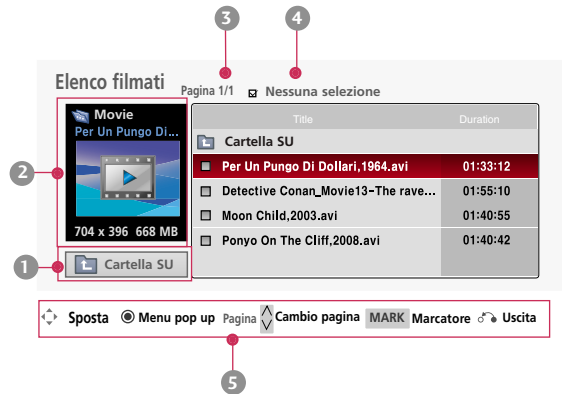 3
4
Elenco filmati
Pagina 1/1
Nessuna selezione
Movie
Per Un Pungo Di...
704 x 396 668 MB
2
Cartella SU
1
Title Duration
Cartella SU
Per Un Pungo Di Dollari,1964.avi 01:33:12
Detective Conan_Movie13-The rave... 01:55:10
Moon Child,2003.avi 01:40:55
Ponyo On The Cliff,2008.avi 01:40:42
Sposta Menu pop up Pagina Cambio pagina MARK Marcatore Uscita
5